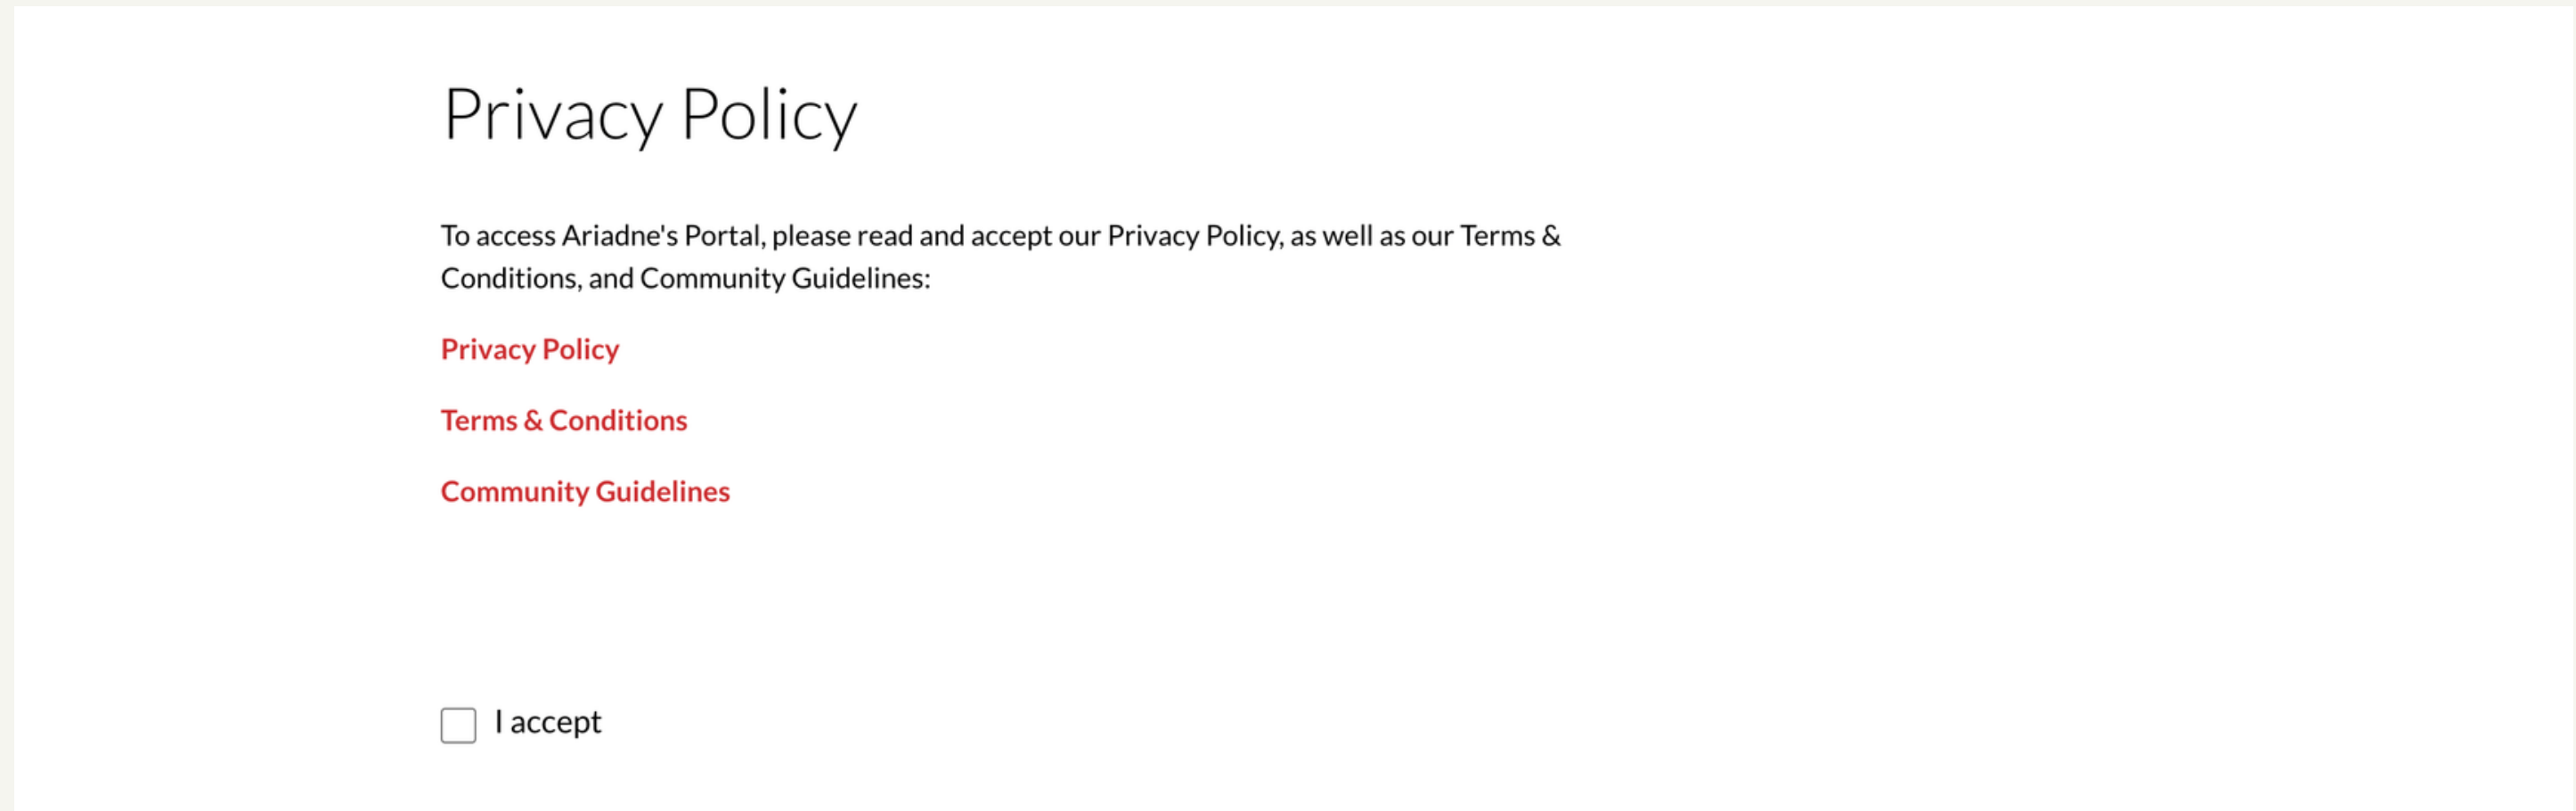 Privacy Policy
To access Ariadne's Portal, please read and accept our Privacy Policy, as well as our Terms &
Conditions, and Community Guidelines:
Privacy Policy
Terms & Conditions
Community Guidelines
I accept